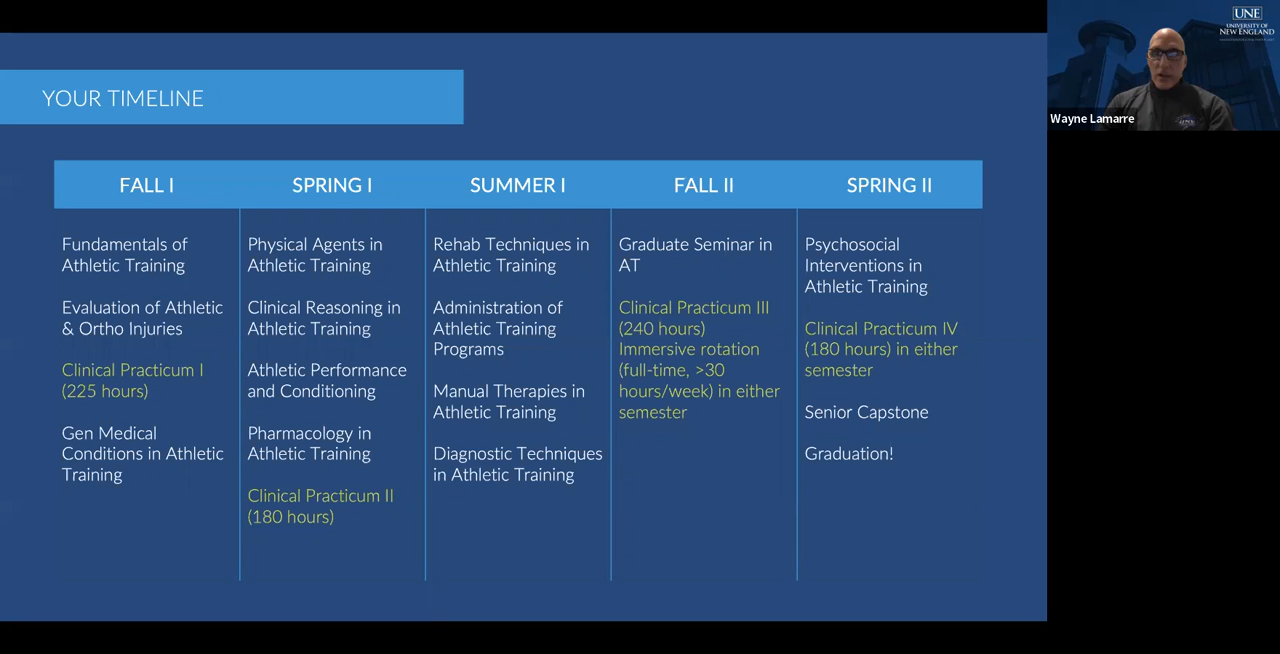 YOUR TIMELINE
FALL I
Fundamentals of
Athletic Training
Evaluation of Athletic
& Ortho Injuries
Clinical Practicum I
(225 hours)
Gen Medical
Conditions in Athletic
Training
SPRING I
Physical Agents in
Athletic Training
Clinical Reasoning in
Athletic Training
Athletic Performance
and Conditioning
Pharmacology in
Athletic Training
Clinical Practicum II
(180 hours)
SUMMER I
Rehab Techniques in
Athletic Training
Administration of
Athletic Training
Programs
Manual Therapies in
Athletic Training
Diagnostic Techniques
in Athletic Training
FALL II
Graduate Seminar in
AT
Clinical Practicum III
(240 hours)
Immersive rotation
(full-time, >30
hours/week) in either
semester
SPRING II
Psychosocial
Interventions in
Athletic Training
Clinical Practicum IV
(180 hours) in either
semester
Senior Capstone
Graduation!
UNE
UNIVERSITY OF
NEW ENGLAND
Wayne Lamarre